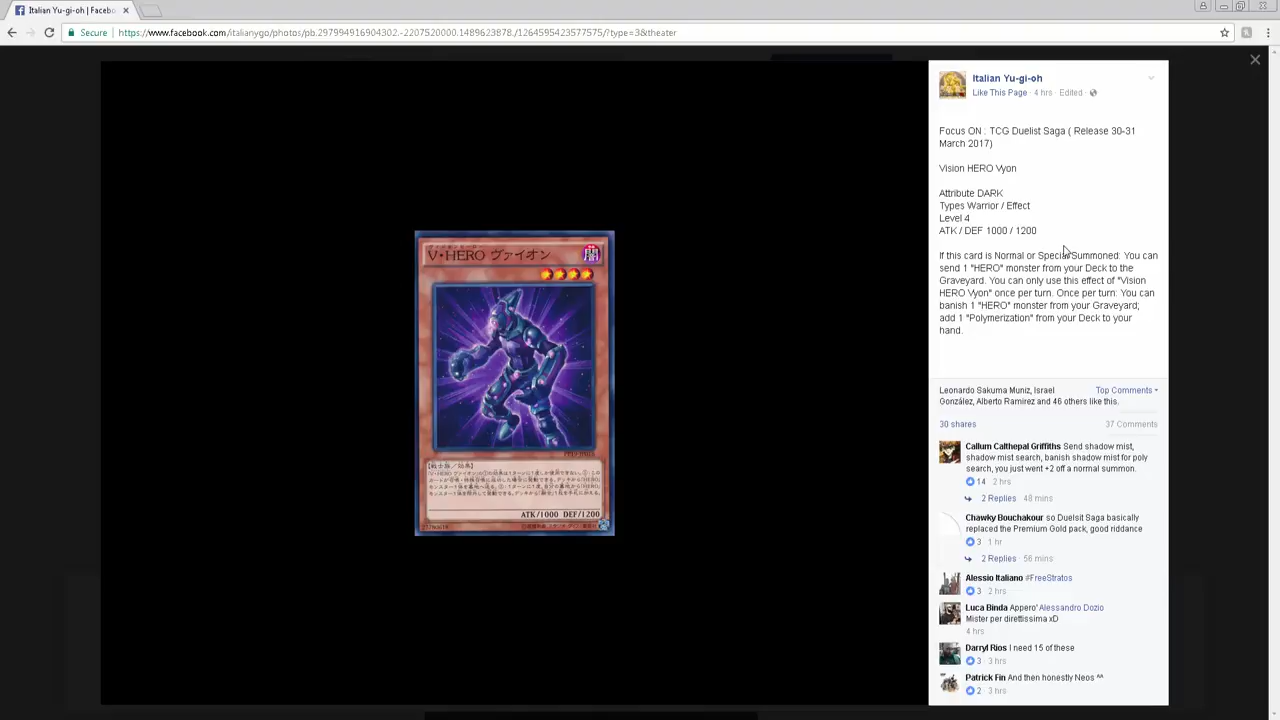 Italian Yu-gi-oh | Facebo
Secure
https://www.facebook.com/italianygo/photos/pb.297994916904302.-2207520000.1489623878./1264595423577575/?type=3&theater
V・HERO ヴァイオン
闇
ATK/1000 DEF/1200
Italian Yu-gi-oh
Like This Page · 4 hrs · Edited ·
Focus ON : TCG Duelist Saga ( Release 30-31
March 2017)
Vision HERO Vyon
Attribute DARK
Types Warrior / Effect
Level 4
ATK / DEF 1000 / 1200
If this card is Normal or Special Summoned: You can
send 1 "HERO" monster from your Deck to the
Graveyard. You can only use this effect of "Vision
HERO Vyon" once per turn. Once per turn: You can
banish 1 "HERO" monster from your Graveyard;
add 1 "Polymerization" from your Deck to your
hand.
Leonardo Sakuma Muniz, Israel
González, Alberto Ramirez and 46 others like this.
Top Comments
30 shares
37 Comments
Callum Calthepal Griffiths Send shadow mist,
shadow mist search, banish shadow mist for poly
search, you just went +2 off a normal summon.
14 2 hrs
2 Replies · 48 mins
Chawky Bouchakour so Duelsit Saga basically
replaced the Premium Gold pack, good riddance
3 1 hr
2 Replies · 56 mins
Alessio Italiano #FreeStratos
3 2 hrs
Luca Binda Appero' Alessandro Dozio
Mister per direttissima xD
4 hrs
Darryl Rios I need 15 of these
3 3 hrs
Patrick Fin And then honestly Neos ^^
2 3 hrs